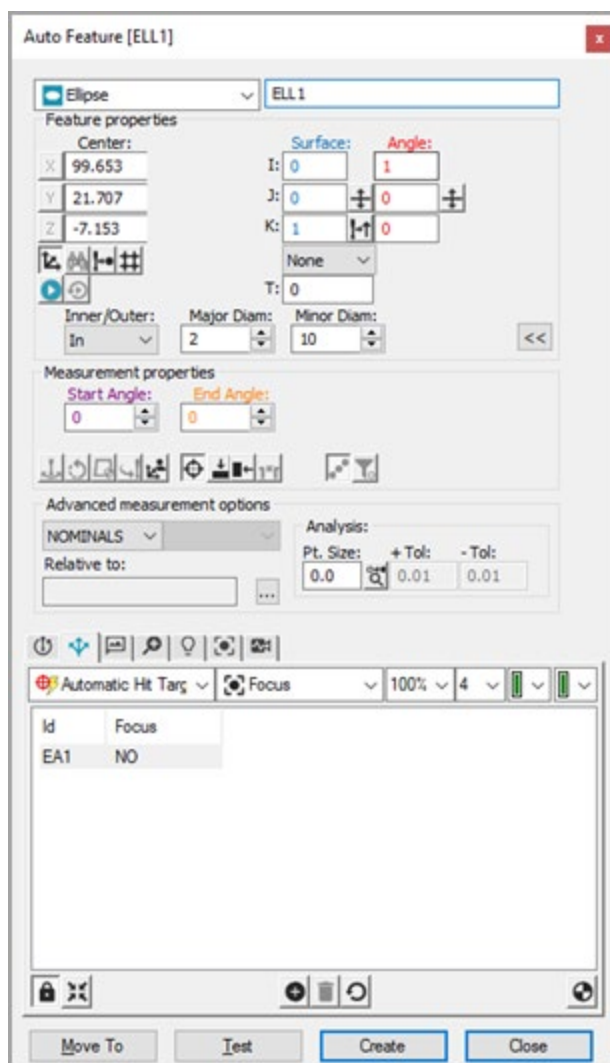 Auto Feature [ELL1]
x
Ellipse ELL1
Feature properties
Center: Surface: Angle:
X 99.653 I: 0 1
Y 21.707 J: 0 0
Z -7.153 K: 1 0
None
T: 0
Inner/Outer: Major Diam: Minor Diam:
In 2 10 <<
Measurement properties
Start Angle: End Angle:
0 0
Advanced measurement options
NOMINALS Analysis:
Relative to: Pt. Size: + Tol: - Tol:
0.0 0.01 0.01
...
Automatic Hit Targ Focus 100% 4
Id Focus
EA1 NO
Move To Test Create Close